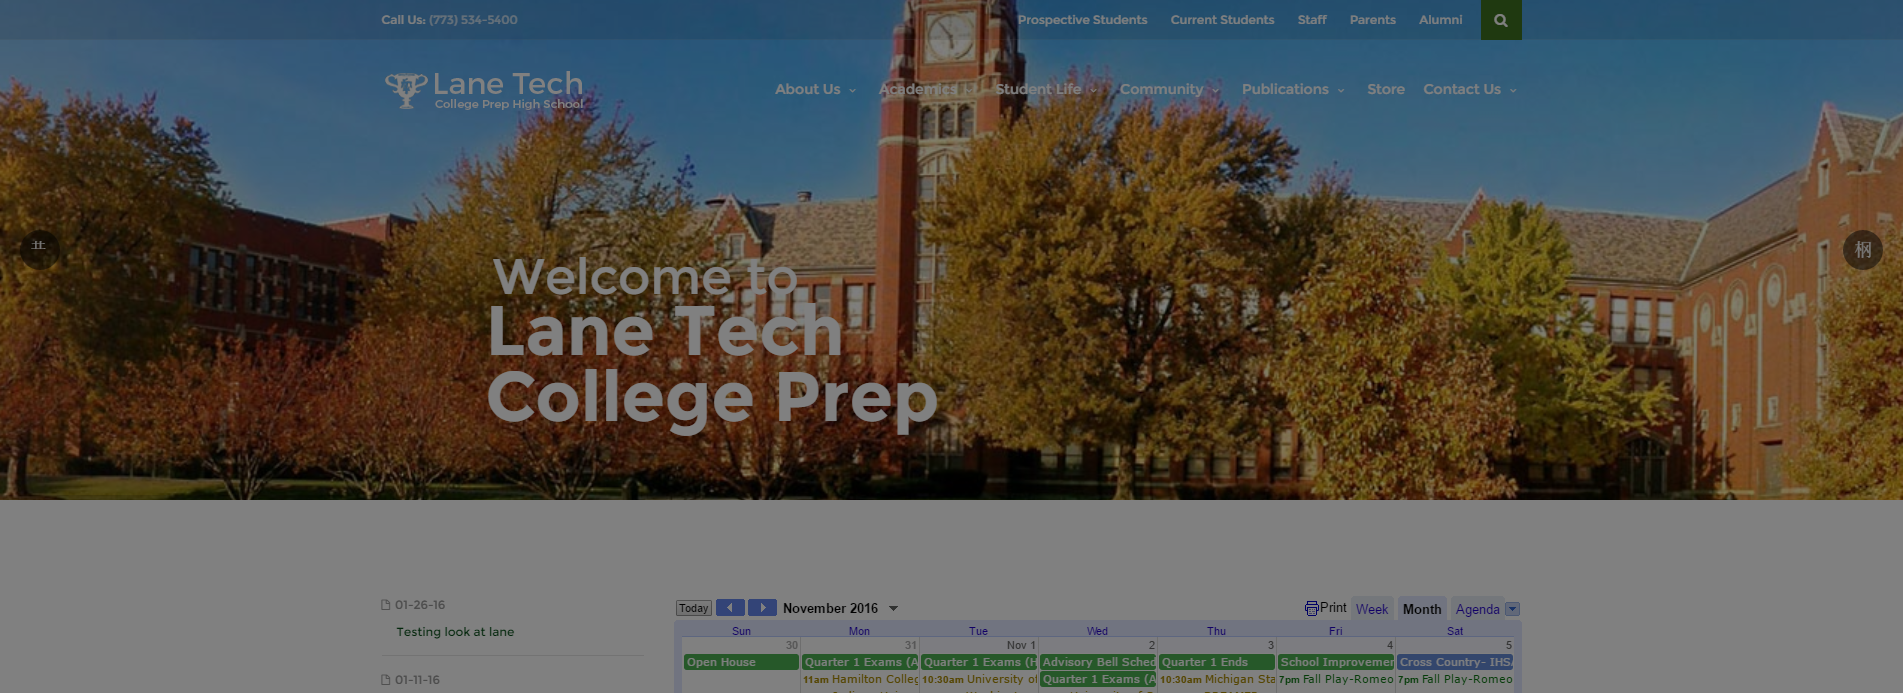 Call Us: (773) 534-5400
Prospective Students Current Students Staff Parents Alumni
Lane Tech
College Prep High School
About Us Academics Student Life Community Publications Store Contact Us
Welcome to
Lane Tech
College Prep
01-26-16
Testing look at lane
01-11-16
Today November 2016 Print Week Month Agenda
Sun Mon Tue Wed Thu Fri Sat
30 31 Nov 1 2 3 4 5
Open House Quarter 1 Exams (A Quarter 1 Exams (H Advisory Bell Sched Quarter 1 Ends School Improvemen Cross Country- IHSA
11am Hamilton Colleg 10:30am University of Quarter 1 Exams (A 10:30am Michigan Sta 7pm Fall Play-Romeo 7pm Fall Play-Romeo